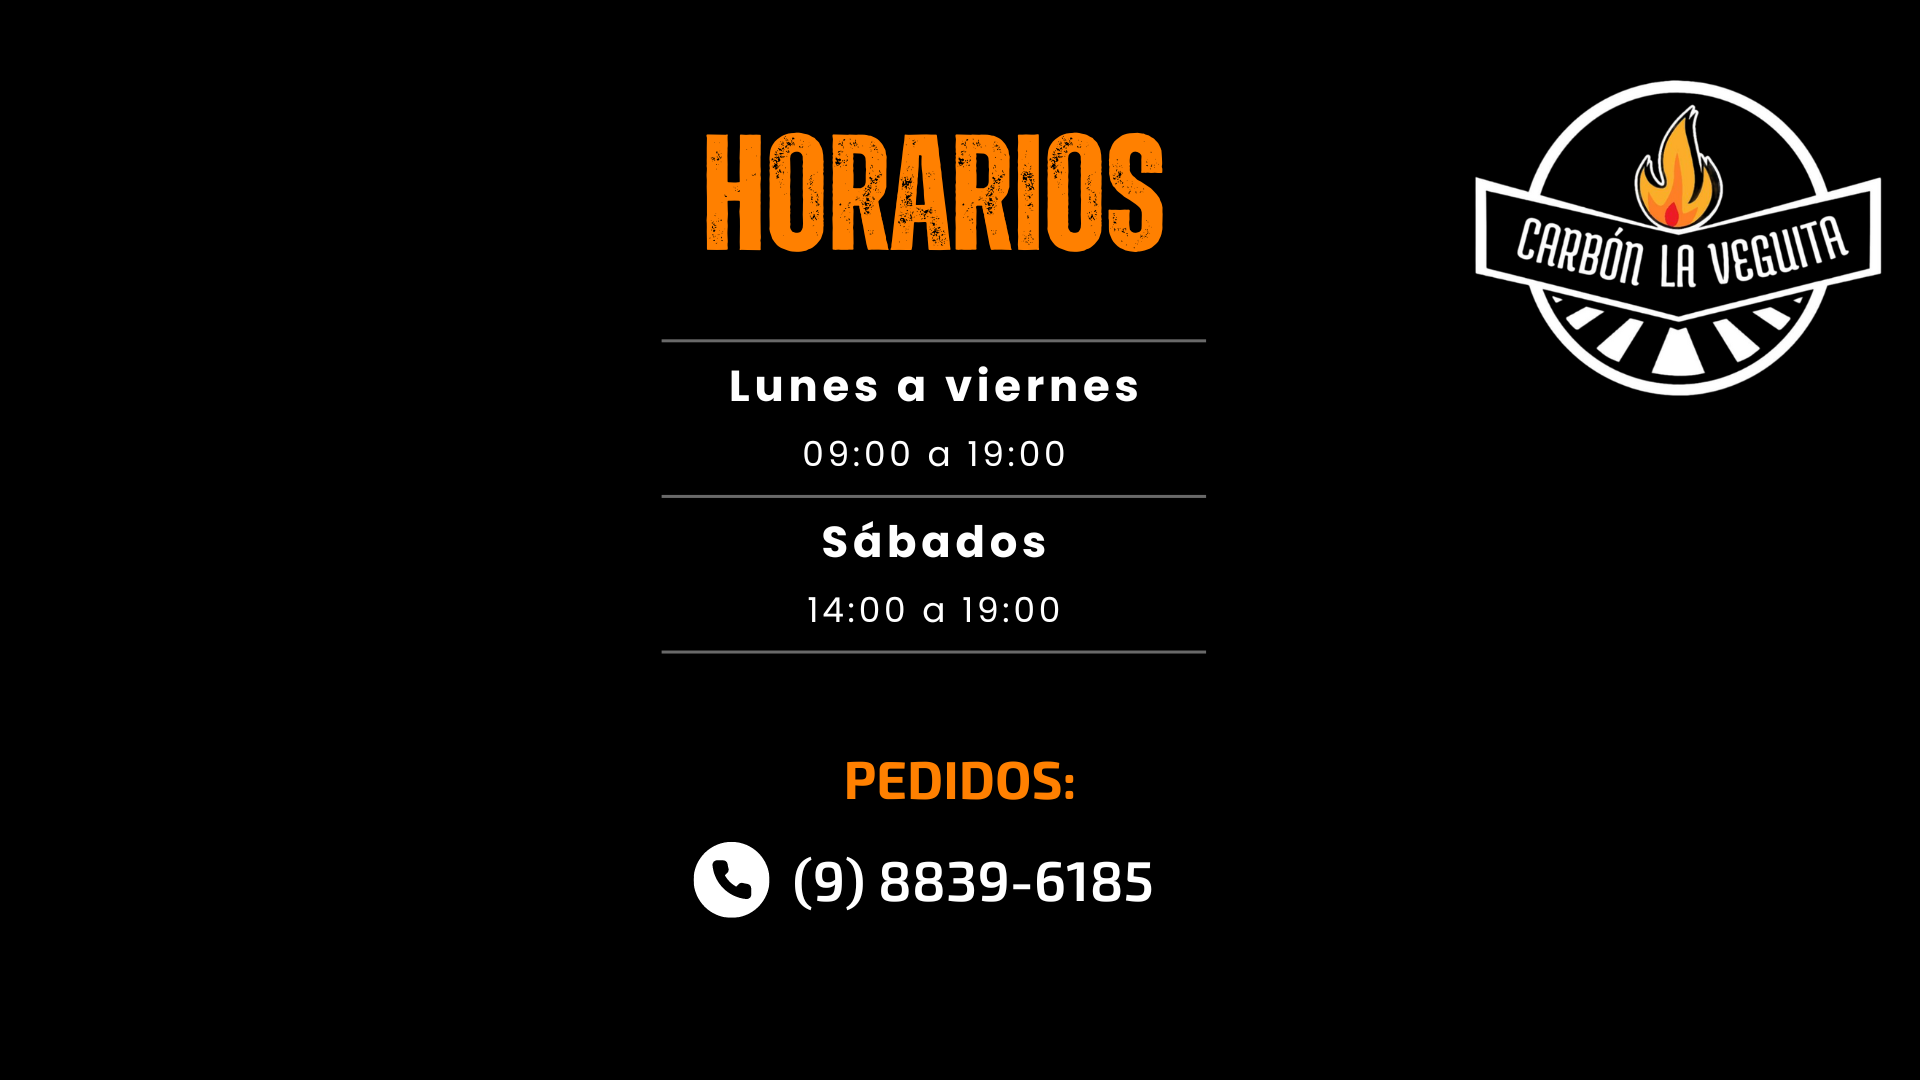 HORARIOS
CARBÓN LA VEGUITA
Lunes a viernes
09:00 a 19:00
Sábados
14:00 a 19:00
PEDIDOS:
(9) 8839-6185